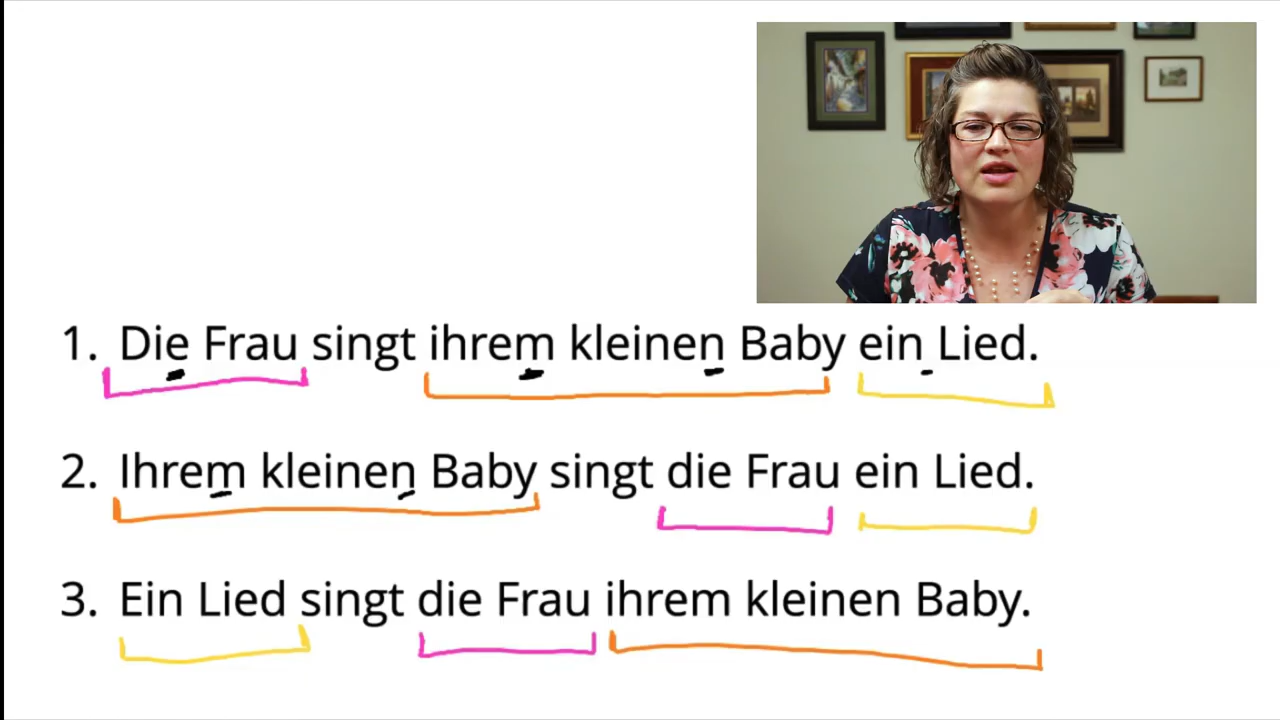 1. Die Frau singt ihrem kleinen Baby ein Lied.
2. Ihrem kleinen Baby singt die Frau ein Lied.
3. Ein Lied singt die Frau ihrem kleinen Baby.